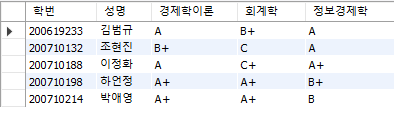 학번 성명 경제학이론 회계학 정보경제학
200619233 김범규 A B+ A
200710132 조현진 B+ C A
200710188 이정화 A C+ A+
200710198 하언정 A+ A+ B+
200710214 박애영 A+ A+ B